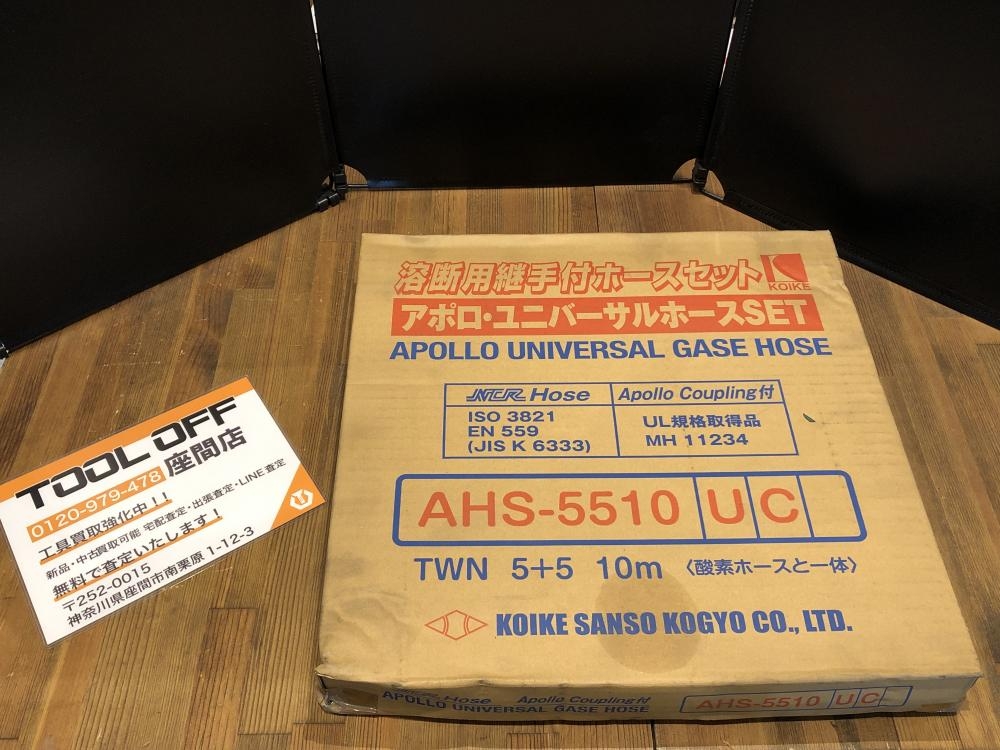 溶断用継手付ホースセット
KOIKE
アポロ・ユニバーサルホースSET
APOLLO UNIVERSAL GASE HOSE
NCR Hose
Apollo Coupling付
ISO 3821
EN 559
(JIS K 6333)
UL規格取得品
MH 11234
AHS-5510 U C
TWN 5+5 10m 〈酸素ホースと一体〉
KOIKE SANSO KOGYO CO., LTD.
NCR Hose Apollo Coupling付
APOLLO UNIVERSAL GASE HOSE
AHS-5510 U C
TOOL OFF
0120-979-478 座間店
工具買取強化中!!
新品・中古買取可能 宅配査定・出張査定・LINE査定
無料で査定いたします!
〒252-0015
神奈川県座間市南栗原1-12-3